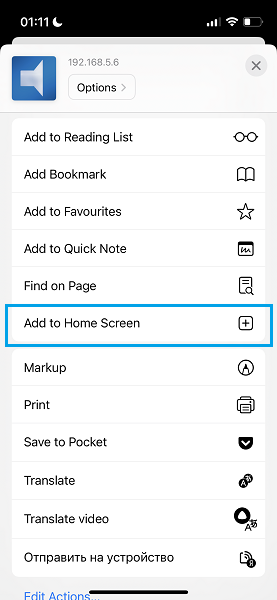 01:11
192.168.5.6
Options
Add to Reading List
Add Bookmark
Add to Favourites
Add to Quick Note
Find on Page
Add to Home Screen
Markup
Print
Save to Pocket
Translate
Translate video
Отправить на устройство
Edit Actions...